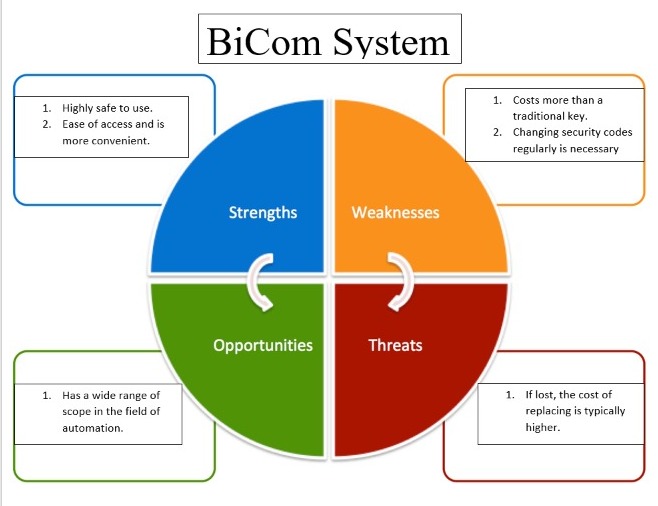 BiCom System
1. Highly safe to use.
2. Ease of access and is
more convenient.
1. Costs more than a
traditional key.
2. Changing security codes
regularly is necessary
Strengths
Weaknesses
Opportunities
Threats
1. Has a wide range of
scope in the field of
automation.
1. If lost, the cost of
replacing is typically
higher.